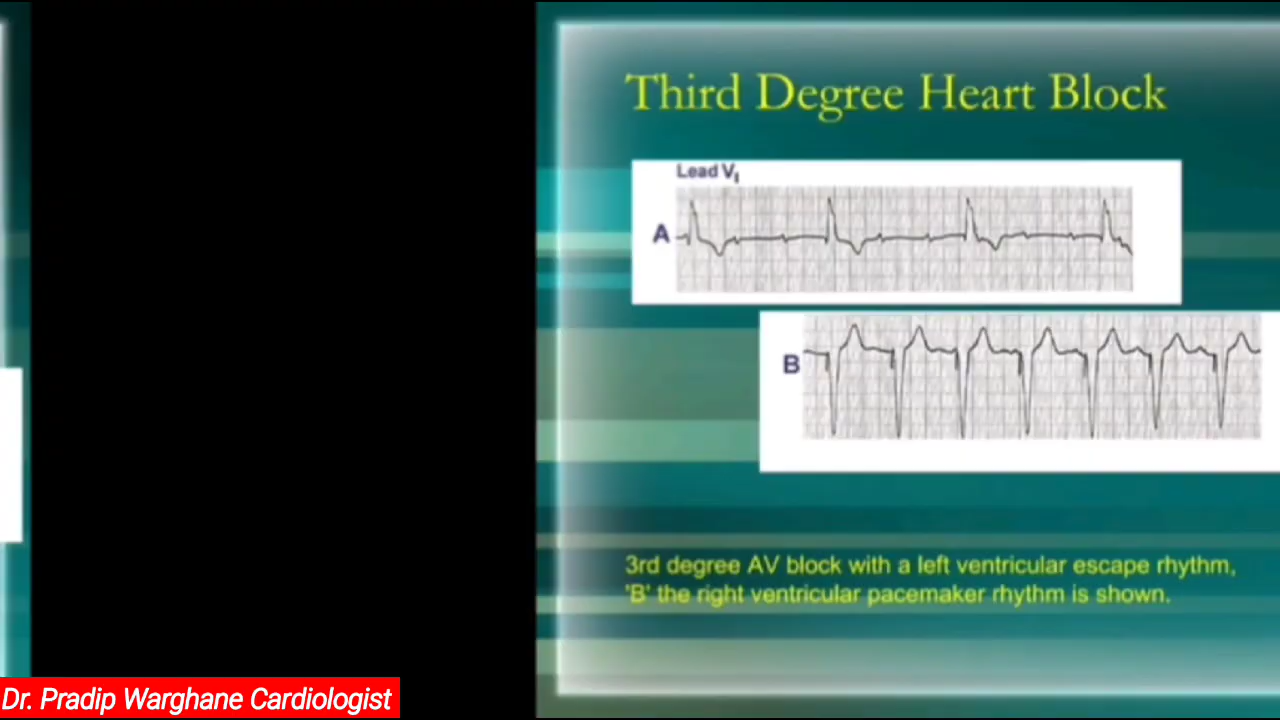 Third Degree Heart Block
Lead V1
A
B
3rd degree AV block with a left ventricular escape rhythm,
'B' the right ventricular pacemaker rhythm is shown.
Dr. Pradip Warghane Cardiologist